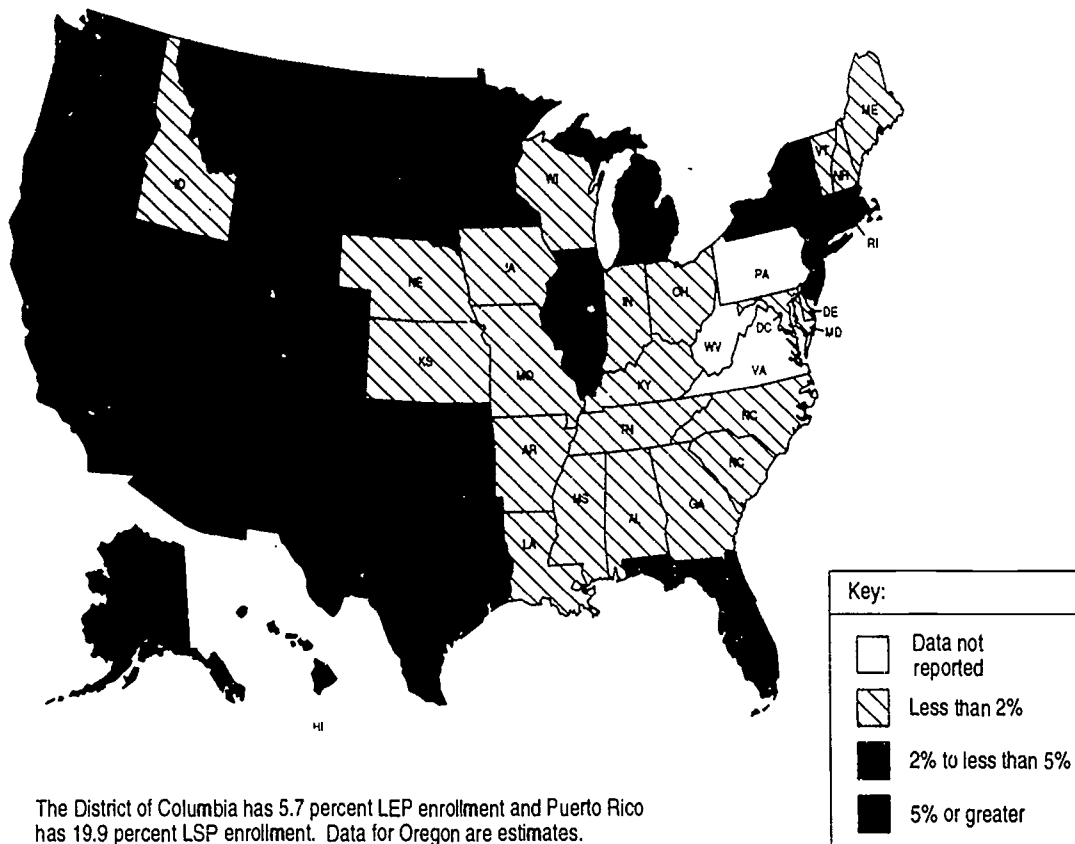 ME
VT
NH
ID
WI
RI
NE
IA
PA
IN
OH
DE
DC
MD
WV
KS
MO
KY
VA
NC
TN
AR
NC
MS
AL
GA
LA
HI
Key:
Data not
reported
Less than 2%
2% to less than 5%
5% or greater
The District of Columbia has 5.7 percent LEP enrollment and Puerto Rico
has 19.9 percent LSP enrollment. Data for Oregon are estimates.